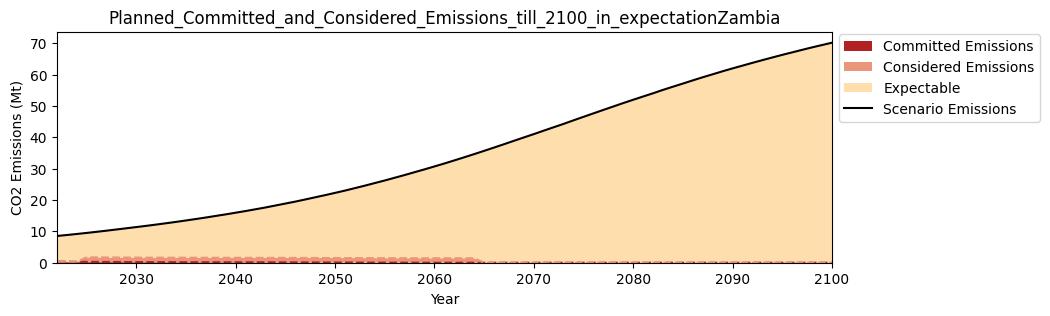 Planned_Committed_and_Considered_Emissions_till_2100_in_expectationZambia
70
60
50
40
30
20
10
0
CO2 Emissions (Mt)
2030 2040 2050 2060 2070 2080 2090 2100
Year
Committed Emissions
Considered Emissions
Expectable
Scenario Emissions